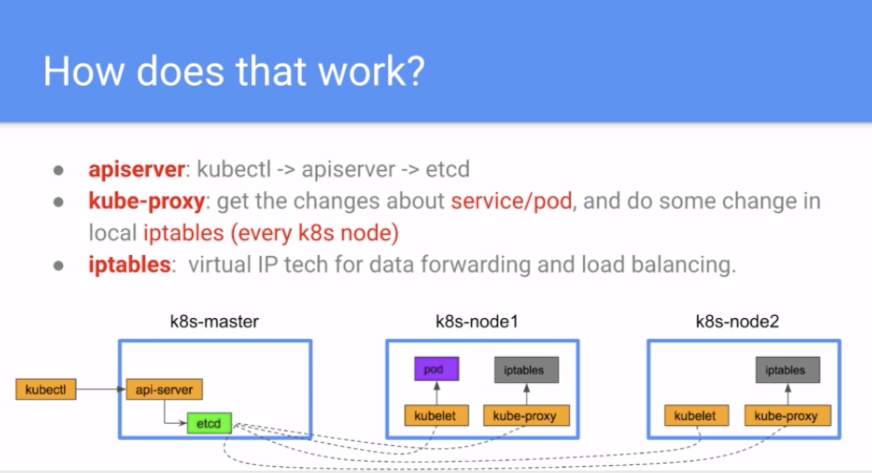 How does that work?
● apiserver: kubectl -> apiserver -> etcd
● kube-proxy: get the changes about service/pod, and do some change in
local iptables (every k8s node)
● iptables: virtual IP tech for data forwarding and load balancing.
k8s-master
k8s-node1
k8s-node2
kubectl
api-server
etcd
pod
iptables
kubelet
kube-proxy
iptables
kubelet
kube-proxy